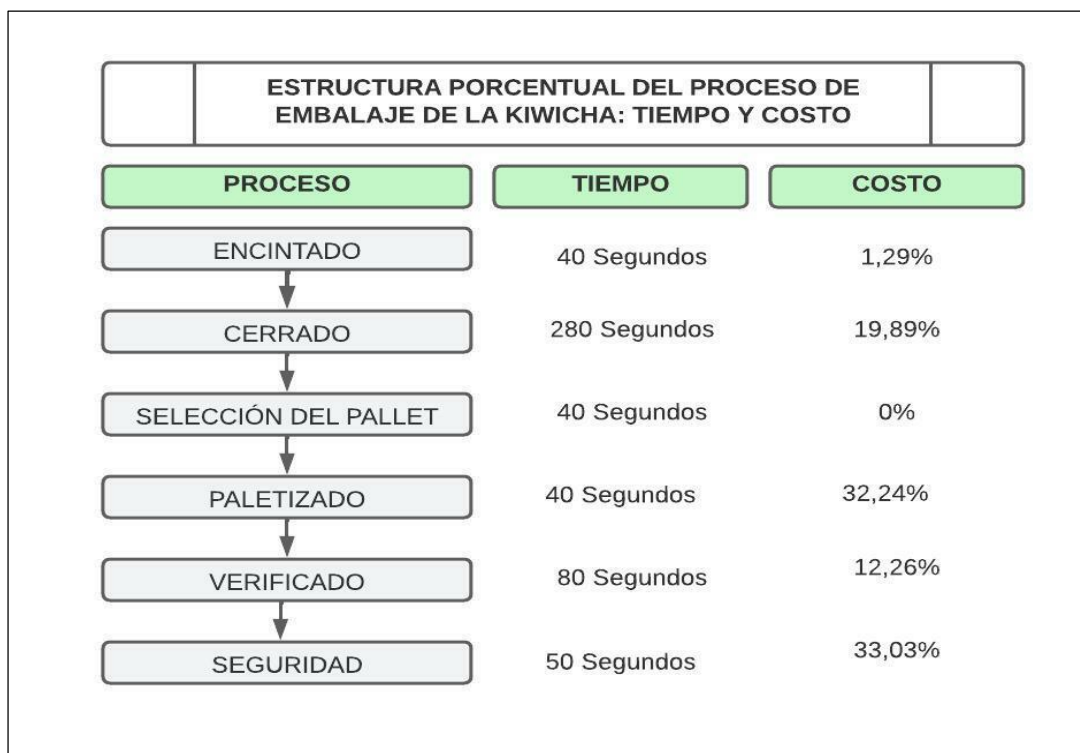 ESTRUCTURA PORCENTUAL DEL PROCESO DE
EMBALAJE DE LA KIWICHA: TIEMPO Y COSTO
PROCESO TIEMPO COSTO
ENCINTADO 40 Segundos 1,29%
CERRADO 280 Segundos 19,89%
SELECCIÓN DEL PALLET 40 Segundos 0%
PALETIZADO 40 Segundos 32,24%
VERIFICADO 80 Segundos 12,26%
SEGURIDAD 50 Segundos 33,03%